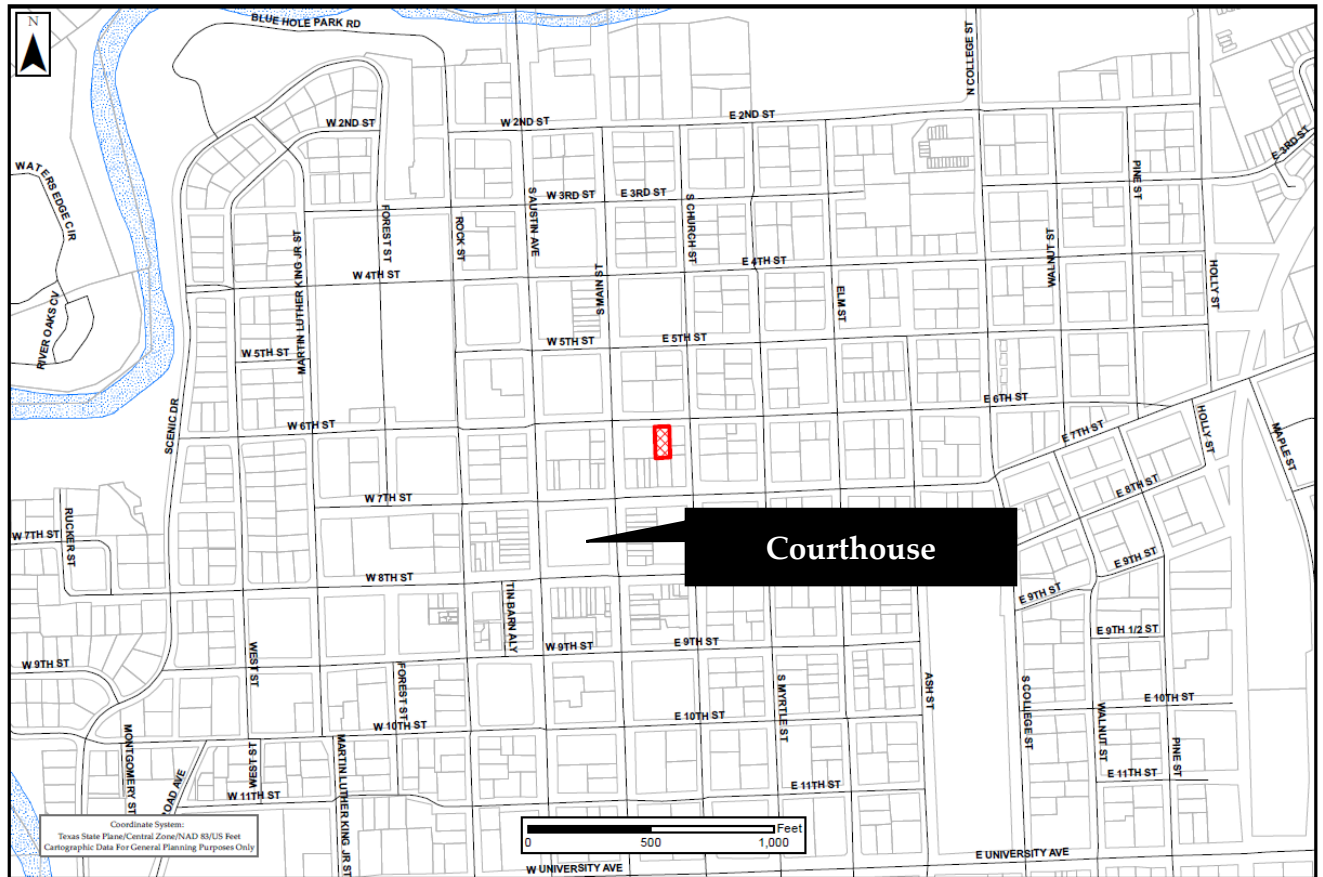 N
BLUE HOLE PARK RD
N COLLEGE ST
W 2ND ST
W 2ND ST
E 2ND ST
E 3RD ST
WATERS EDGE CIR
W 3RD ST
E 3RD ST
PINE ST
S AUSTIN AVE
S CHURCH ST
FOREST ST
ROCK ST
MARTIN LUTHER KING JR ST
WALNUT ST
W 4TH ST
E 4TH ST
S MAIN ST
ELM ST
HOLLY ST
RIVER OAKS CV
W 5TH ST
W 5TH ST
E 5TH ST
SCENIC DR
W 6TH ST
E 6TH ST
E 7TH ST
HOLLY ST
MAPLE ST
W 7TH ST
E 8TH ST
W 7TH ST
RUCKER ST
Courthouse
E 9TH ST
W 8TH ST
E 9TH ST
TIN BARN ALY
W 9TH ST
E 9TH ST
E 9TH 1/2 ST
W 9TH ST
WEST ST
FOREST ST
S MYRTLE ST
ASH ST
S COLLEGE ST
E 10TH ST
W 10TH ST
E 10TH ST
MONTGOMERY ST
WEST ST
MARTIN LUTHER KING JR ST
WALNUT ST
PINE ST
ROAD AVE
W 11TH ST
E 11TH ST
E 11TH ST
Coordinate System:
Texas State Plane/Central Zone/NAD 83/US Feet
Cartographic Data For General Planning Purposes Only
Feet
0 500 1,000
W UNIVERSITY AVE
E UNIVERSITY AVE